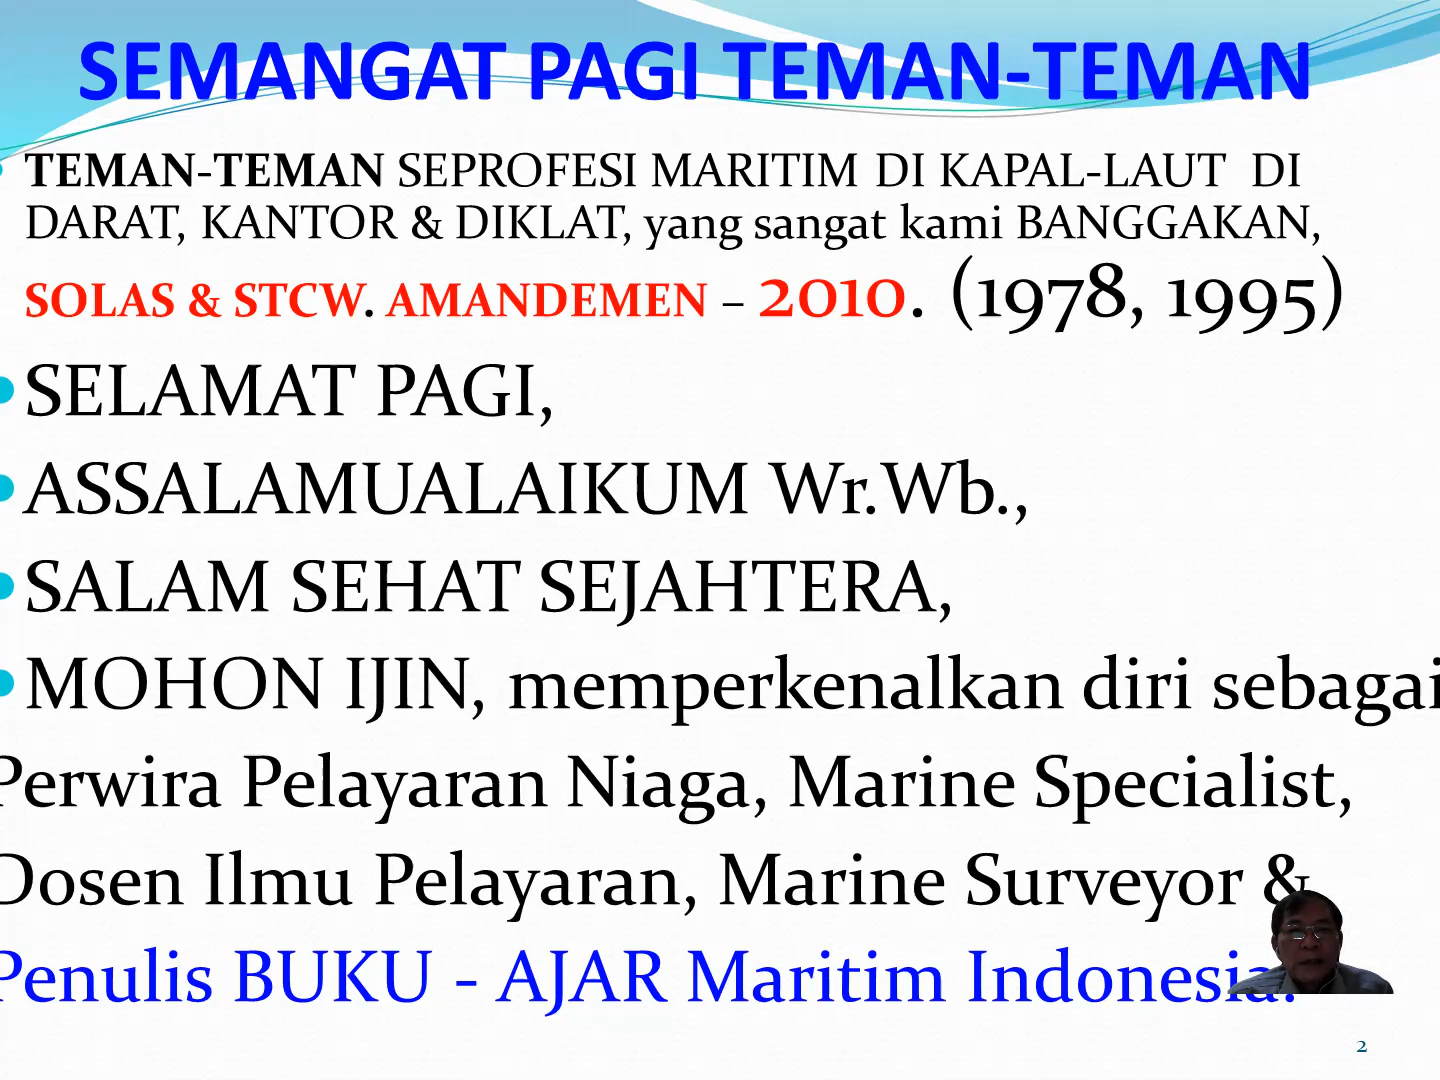 SEMANGAT PAGI TEMAN-TEMAN
TEMAN-TEMAN SEPROFESI MARITIM DI KAPAL-LAUT DI
DARAT, KANTOR & DIKLAT, yang sangat kami BANGGAKAN,
SOLAS & STCW. AMANDEMEN – 2010. (1978, 1995)
SELAMAT PAGI,
ASSALAMUALAIKUM Wr.Wb.,
SALAM SEHAT SEJAHTERA,
MOHON IJIN, memperkenalkan diri sebagai
Perwira Pelayaran Niaga, Marine Specialist,
Dosen Ilmu Pelayaran, Marine Surveyor &
Penulis BUKU - AJAR Maritim Indonesia.
2